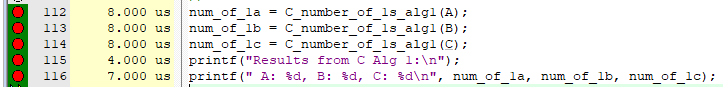 112 8.000 us num_of_1a = C_number_of_1s_alg1(A);
113 8.000 us num_of_1b = C_number_of_1s_alg1(B);
114 8.000 us num_of_1c = C_number_of_1s_alg1(C);
115 4.000 us printf("Results from C Alg 1:\n");
116 7.000 us printf(" A: %d, B: %d, C: %d\n", num_of_1a, num_of_1b, num_of_1c);